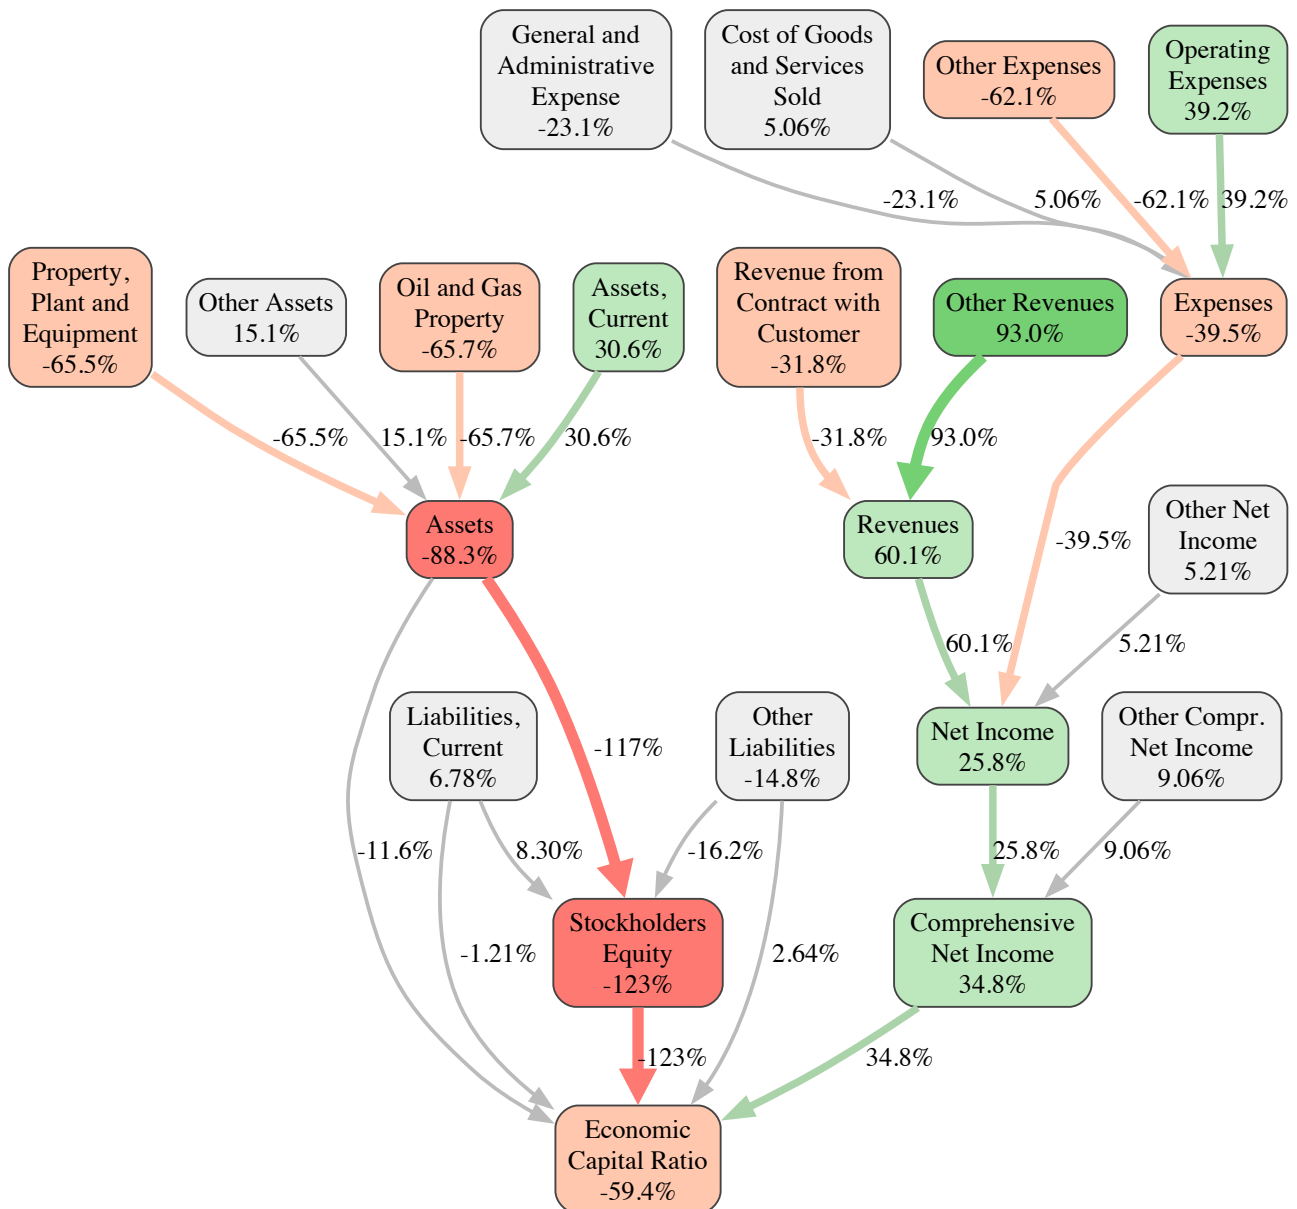 General and
Administrative
Expense
-23.1%
Cost of Goods
and Services
Sold
5.06%
Other Expenses
-62.1%
Operating
Expenses
39.2%
-23.1%
5.06%
-62.1%
39.2%
Property,
Plant and
Equipment
-65.5%
Other Assets
15.1%
Oil and Gas
Property
-65.7%
Assets,
Current
30.6%
Revenue from
Contract with
Customer
-31.8%
Other Revenues
93.0%
Expenses
-39.5%
-65.5%
15.1%
-65.7%
30.6%
-31.8%
93.0%
Assets
-88.3%
Revenues
60.1%
-39.5%
Other Net
Income
5.21%
60.1%
5.21%
Liabilities,
Current
6.78%
-117%
Other
Liabilities
-14.8%
Net Income
25.8%
Other Compr.
Net Income
9.06%
-11.6%
8.30%
-16.2%
25.8%
9.06%
Stockholders
Equity
-123%
-1.21%
2.64%
Comprehensive
Net Income
34.8%
-123%
34.8%
Economic
Capital Ratio
-59.4%